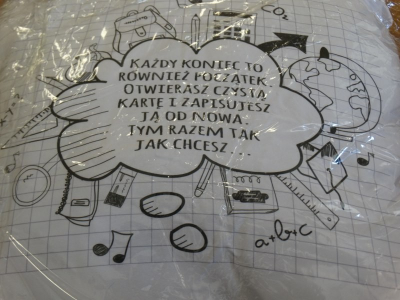 CO₂
KAŻDY KONIEC TO
RÓWNIEŻ POCZĄTEK.
OTWIERASZ CZYSTĄ
KARTĘ I ZAPISUJESZ
JĄ OD NOWA.
TYM RAZEM TAK
JAK CHCESZ...
a+b+c